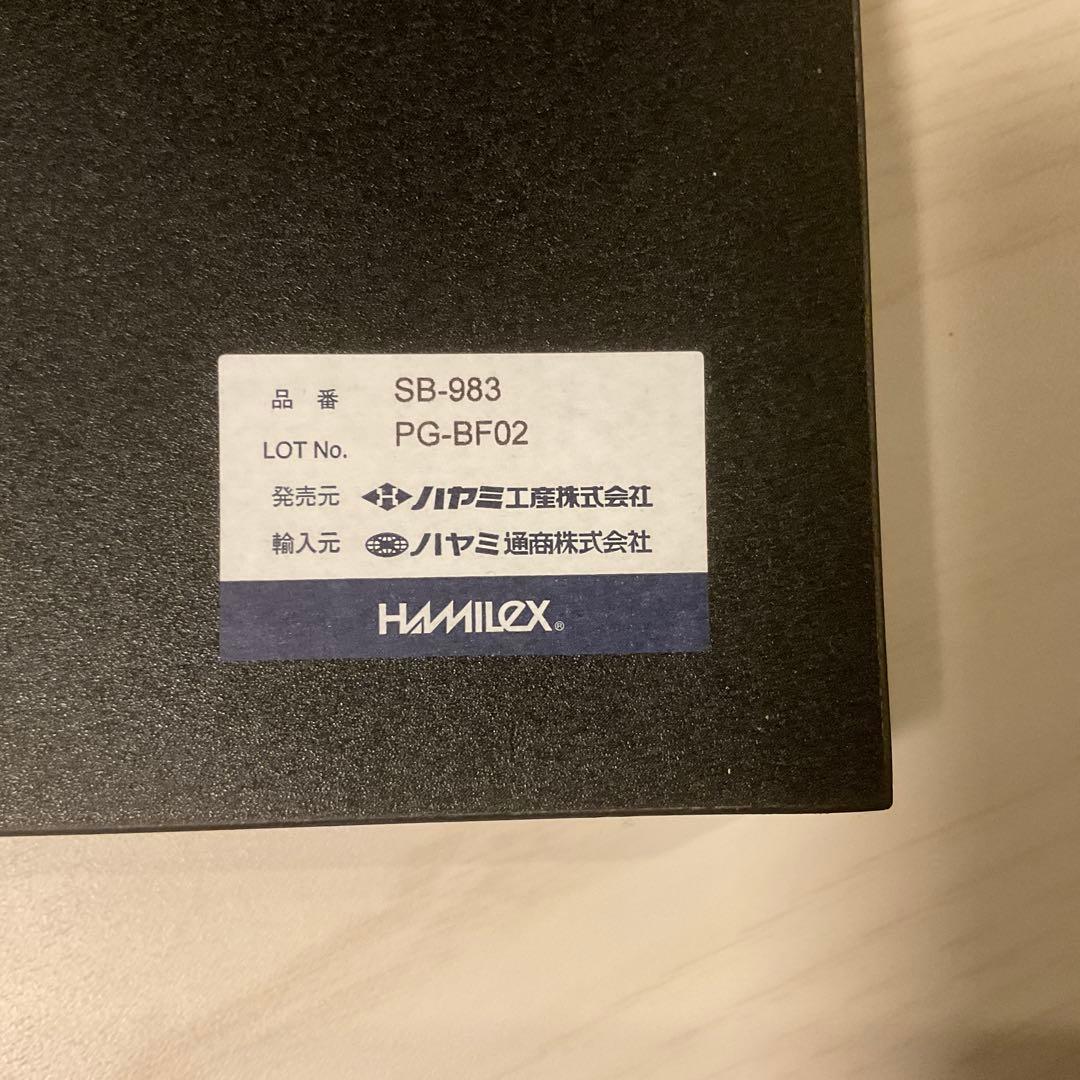 品番 SB-983
LOT No. PG-BF02
発売元 ハヤミ工産株式会社
輸入元 ハヤミ通商株式会社
HAMILeX®